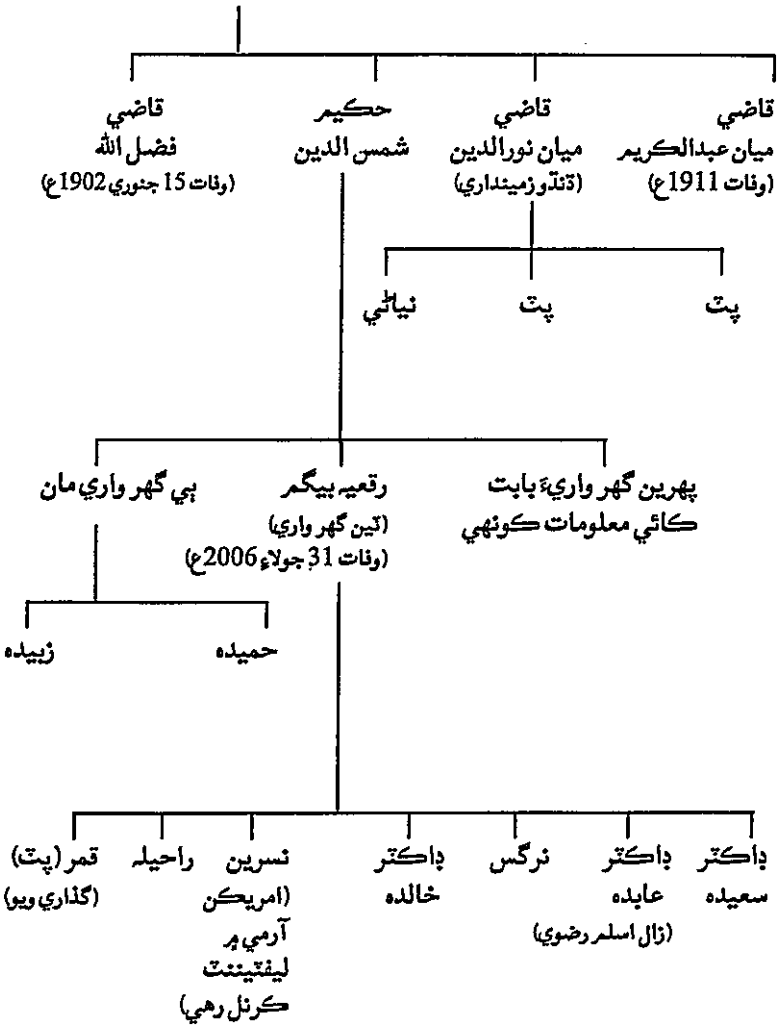 قاضي
ميان عبدالڪريم
(وفات 1911ع)
قاضي
ميان نورالدين
(ڌنڌو زمينداري)
حڪيم
شمس الدين
قاضي
فضل الله
(وفات 15 جنوري 1902ع)
پٽ
پٽ
نياڻي
پهرين گهر واريءَ بابت
ڪائي معلومات ڪونهي
رقعيه بيگم
(ٽين گهر واري)
(وفات 31 جولاءِ 2006ع)
ٻي گهر واري مان
حميده
زبيده
ڊاڪٽر
سعيده
ڊاڪٽر
عابده
(زال اسلم رضوي)
نرگس
ڊاڪٽر
خالده
نسرين
(امريڪن
آرمي ۾
ليفٽيننٽ
ڪرنل رهي)
راحيله
قمر (پٽ)
(گذاري ويو)